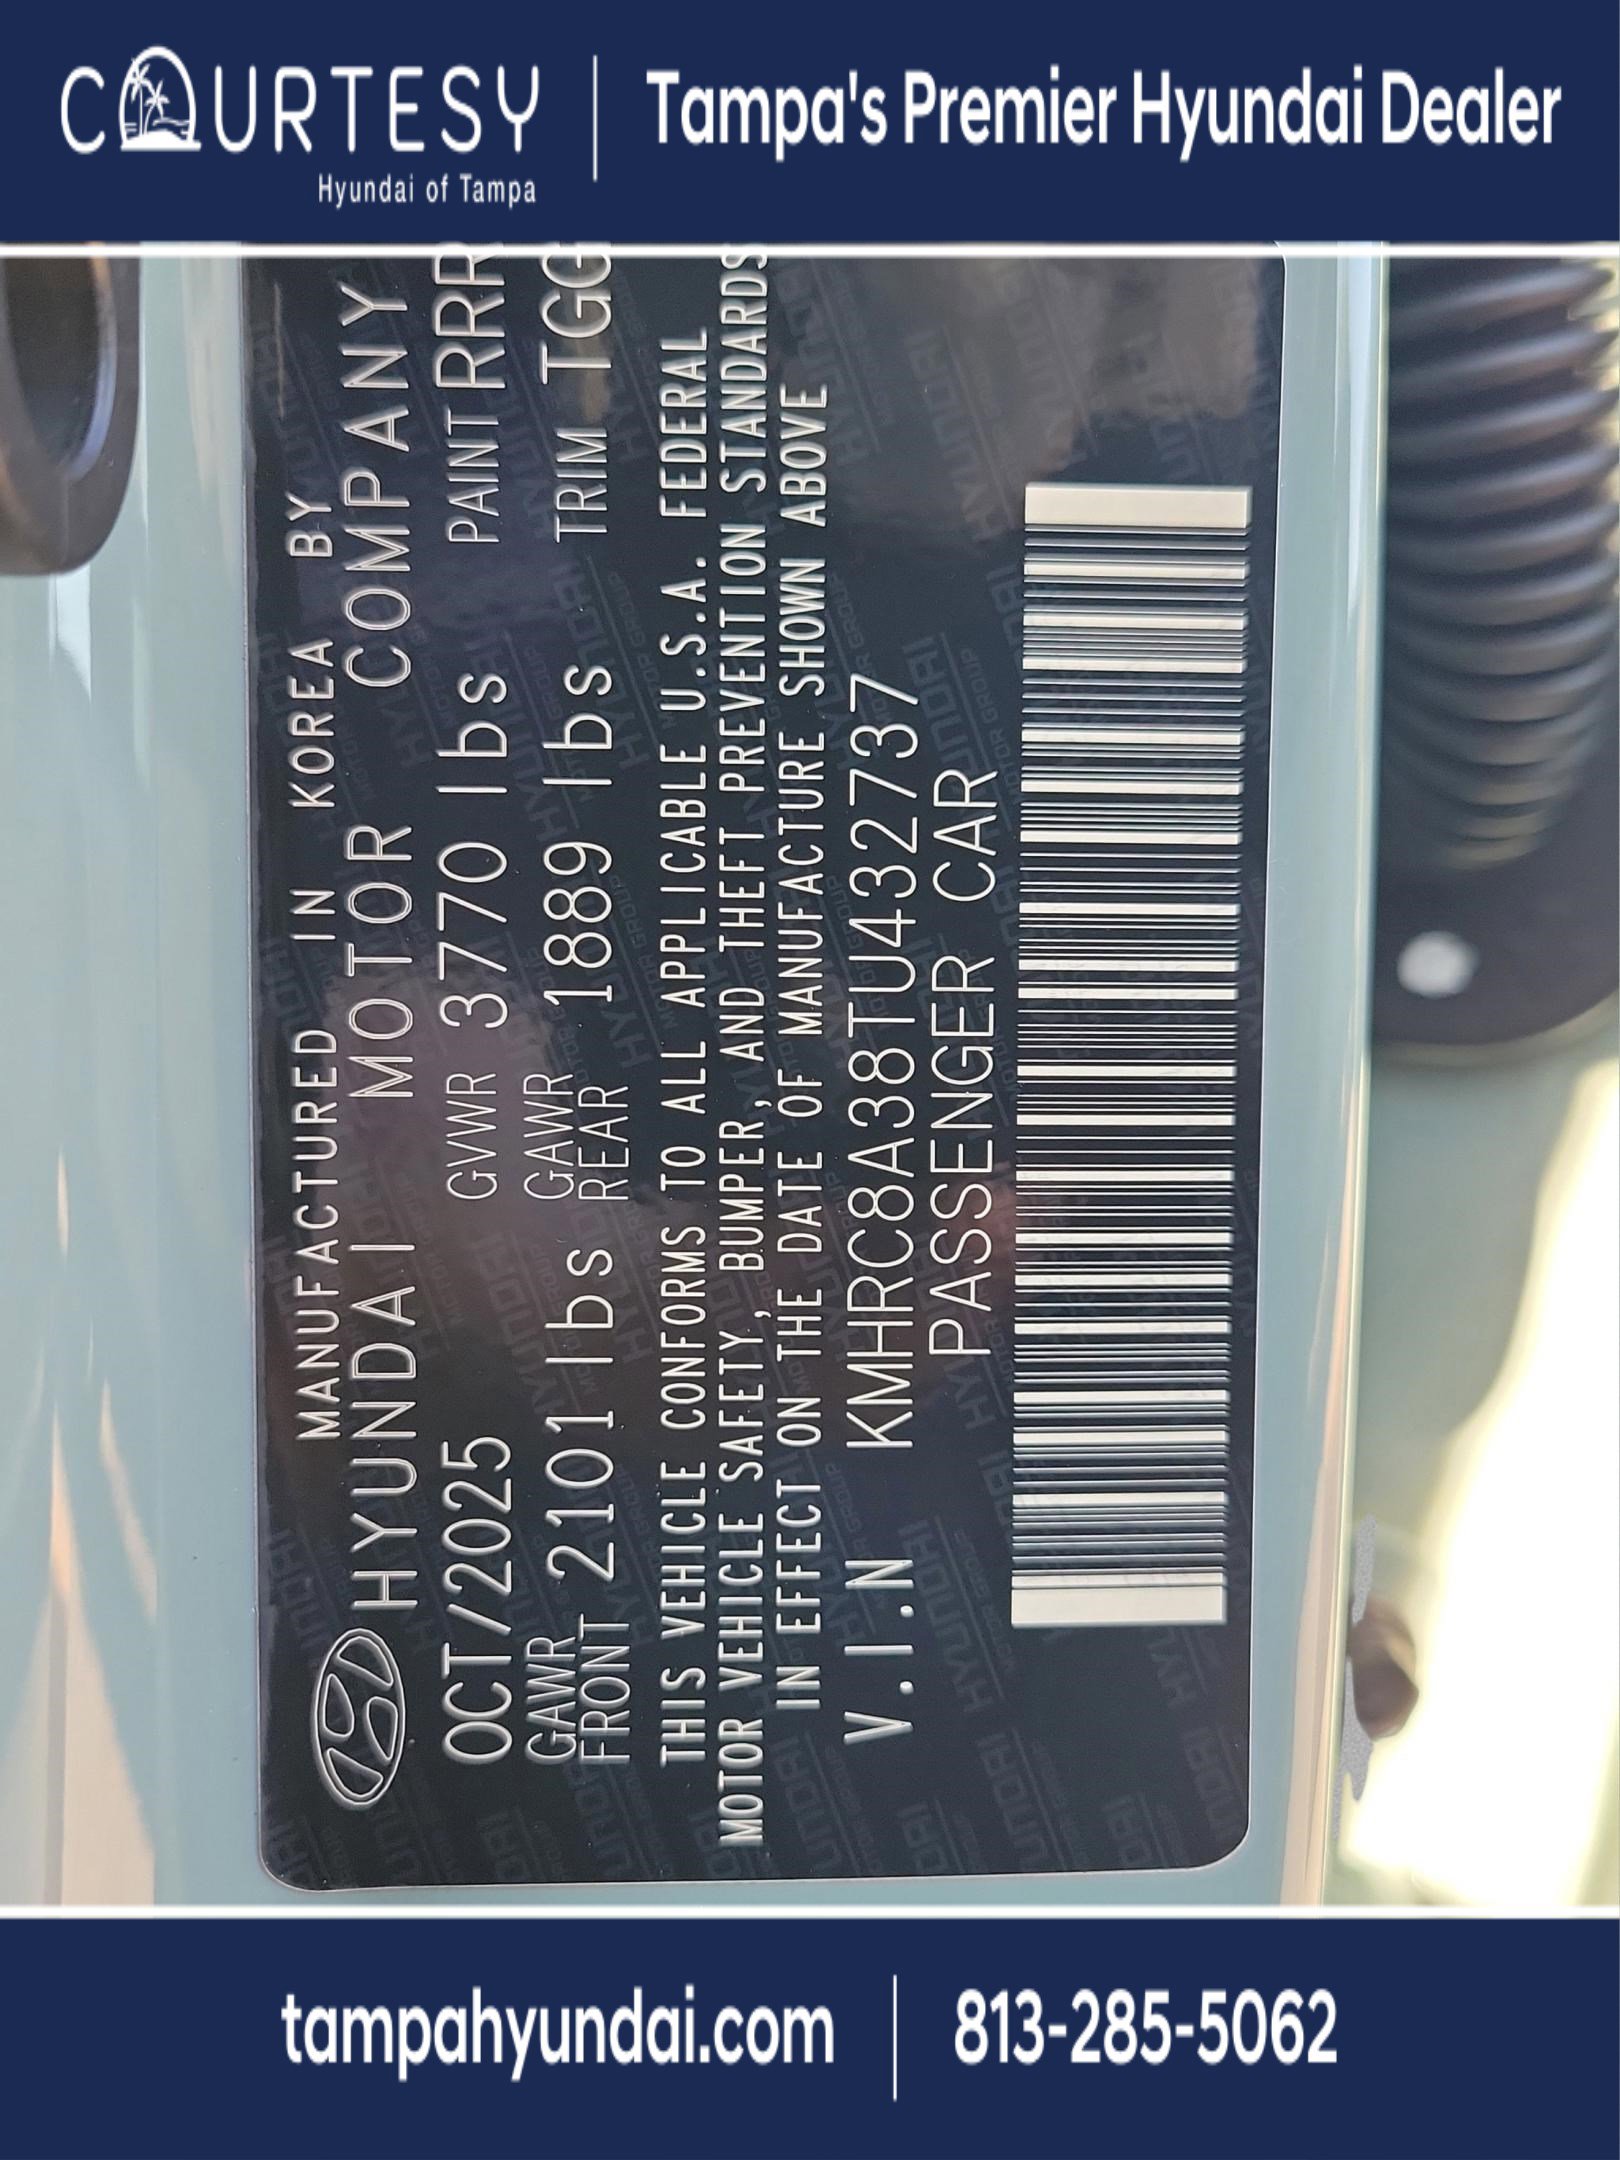 COURTESY
Hyundai of Tampa
Tampa's Premier Hyundai Dealer
MANUFACTURED IN KOREA BY
HYUNDAI MOTOR COMPANY
OCT/2025 GVWR 3770 lbs PAINT RRR
GAWR FRONT 2101 lbs GAWR REAR 1889 lbs TRIM TGG
THIS VEHICLE CONFORMS TO ALL APPLICABLE U.S.A. FEDERAL
MOTOR VEHICLE SAFETY, BUMPER, AND THEFT PREVENTION STANDARDS
IN EFFECT ON THE DATE OF MANUFACTURE SHOWN ABOVE
V.I.N KMHRC8A38TU432737
PASSENGER CAR
tampahyundai.com
813-285-5062